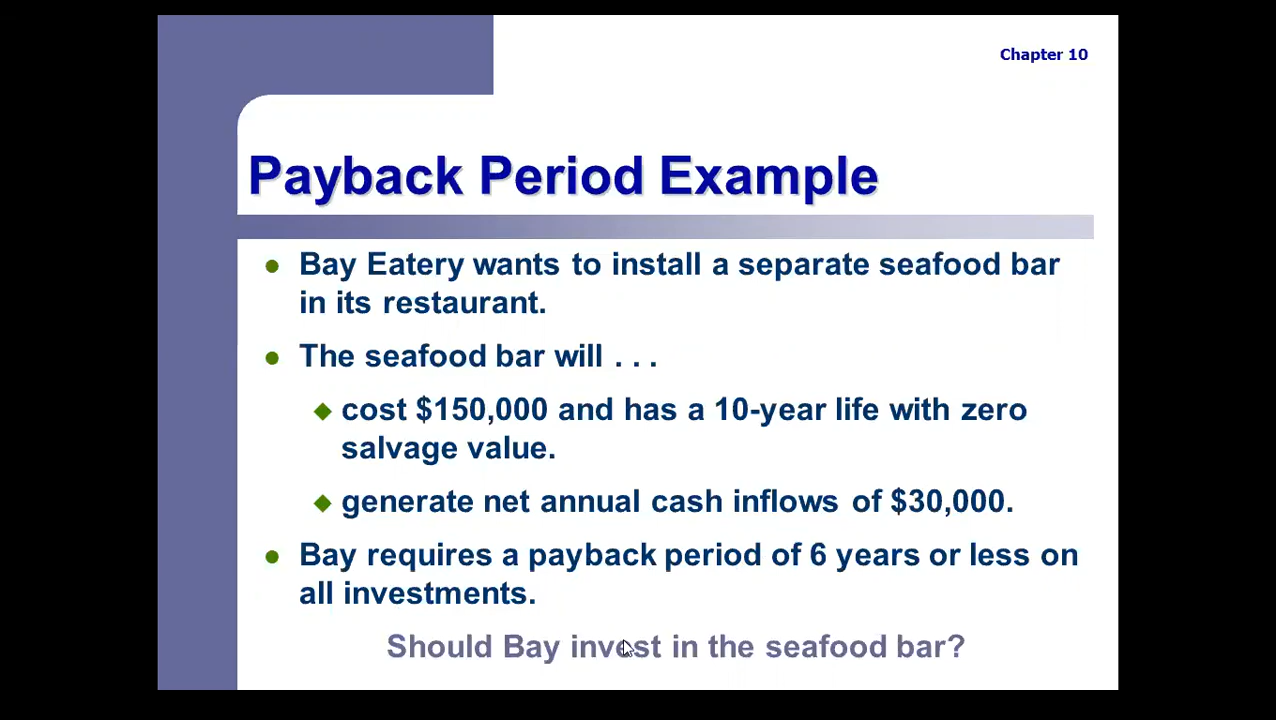 Chapter 10
Payback Period Example
Bay Eatery wants to install a separate seafood bar
in its restaurant.
The seafood bar will . . .
cost $150,000 and has a 10-year life with zero
salvage value.
generate net annual cash inflows of $30,000.
Bay requires a payback period of 6 years or less on
all investments.
Should Bay invest in the seafood bar?